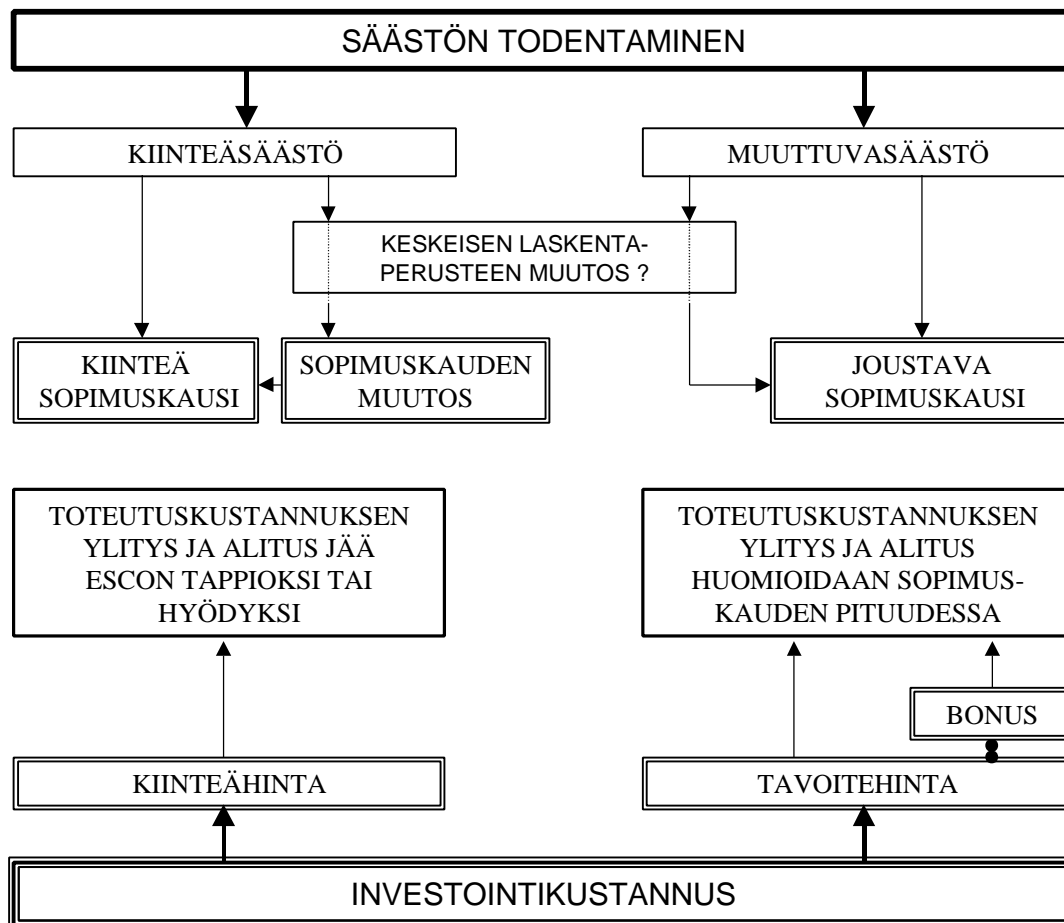 SÄÄSTÖN TODENTAMINEN
KIINTEÄSÄÄSTÖ
MUUTTUVASÄÄSTÖ
KESKEISEN LASKENTA-
PERUSTEEN MUUTOS ?
KIINTEÄ
SOPIMUSKAUSI
SOPIMUSKAUDEN
MUUTOS
JOUSTAVA
SOPIMUSKAUSI
TOTEUTUSKUSTANNUKSEN
YLITYS JA ALITUS JÄÄ
ESCON TAPPIOKSI TAI
HYÖDYKSI
TOTEUTUSKUSTANNUKSEN
YLITYS JA ALITUS
HUOMIOIDAAN SOPIMUS-
KAUDEN PITUUDESSA
BONUS
KIINTEÄHINTA
TAVOITEHINTA
INVESTOINTIKUSTANNUS